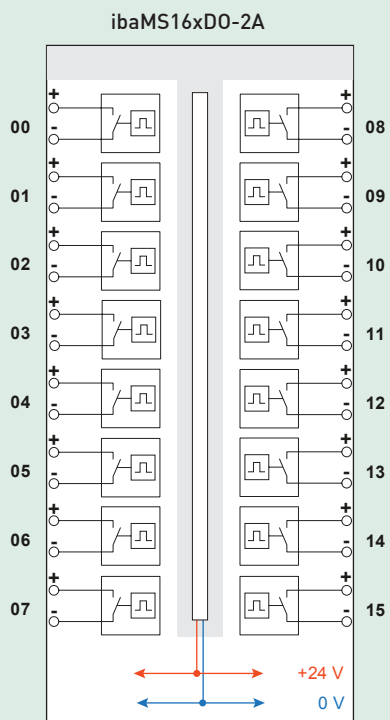 ibaMS16xDO-2A
+ +
00 - - 08
+ +
01 - - 09
+ +
02 - - 10
+ +
03 - - 11
+ +
04 - - 12
+ +
05 - - 13
+ +
06 - - 14
+ +
07 - - 15
+24 V
0 V